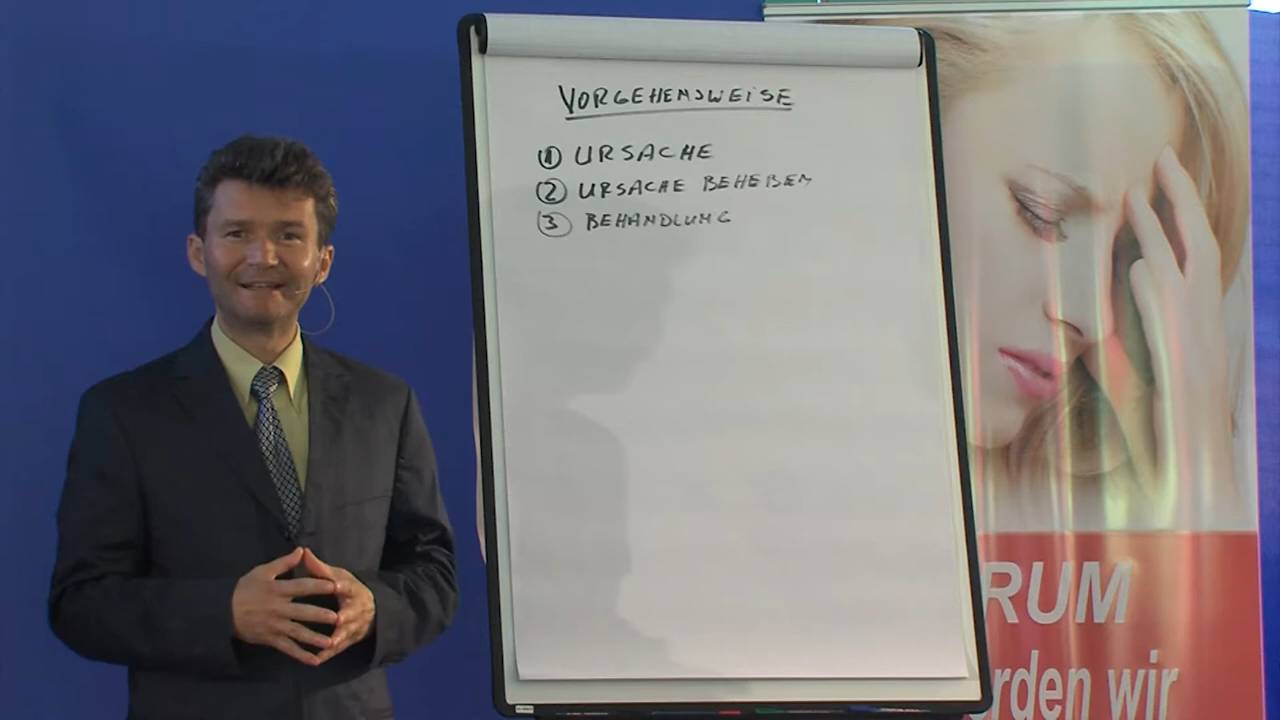 VORGEHENSWEISE
① URSACHE
② URSACHE BEHEBEN
③ BEHANDLUNG
RUM
rden wir